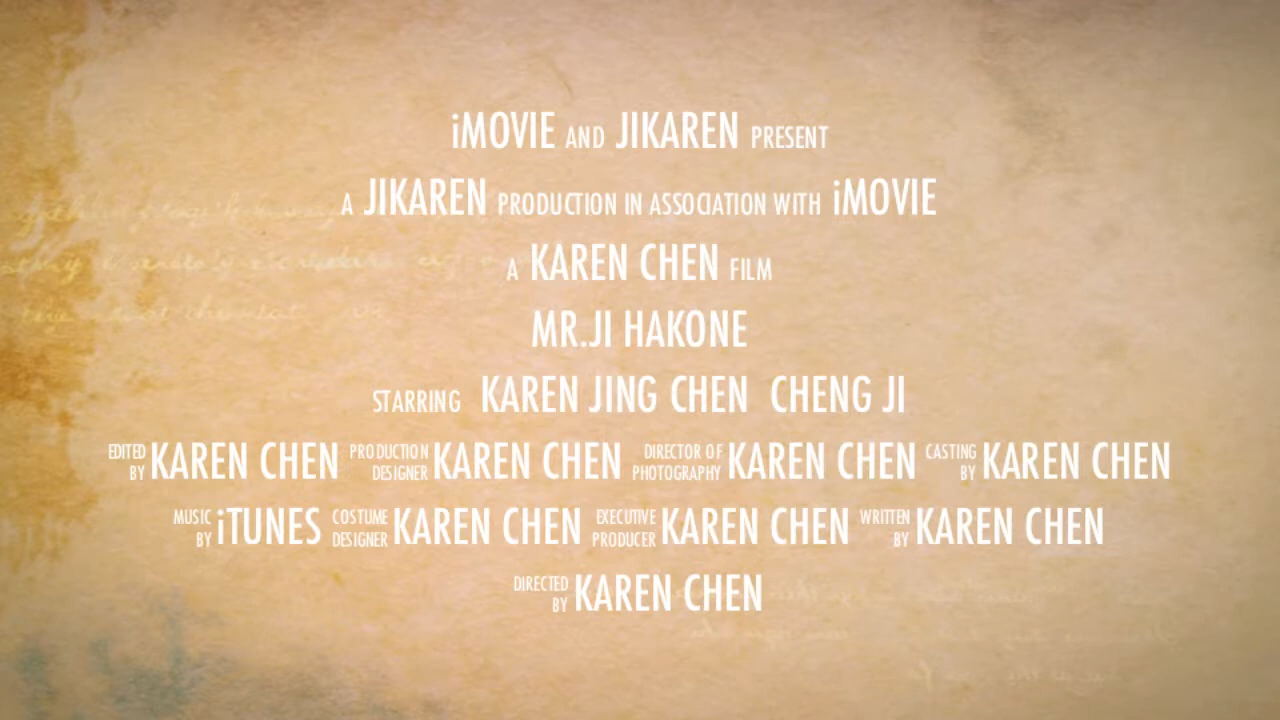 iMOVIE AND JIKAREN PRESENT
A JIKAREN PRODUCTION IN ASSOCIATION WITH iMOVIE
A KAREN CHEN FILM
MR.JI HAKONE
STARRING KAREN JING CHEN CHENG JI
EDITED BY KAREN CHEN PRODUCTION DESIGNER KAREN CHEN DIRECTOR OF PHOTOGRAPHY KAREN CHEN CASTING BY KAREN CHEN
MUSIC BY iTUNES COSTUME DESIGNER KAREN CHEN EXECUTIVE PRODUCER KAREN CHEN WRITTEN BY KAREN CHEN
DIRECTED BY KAREN CHEN